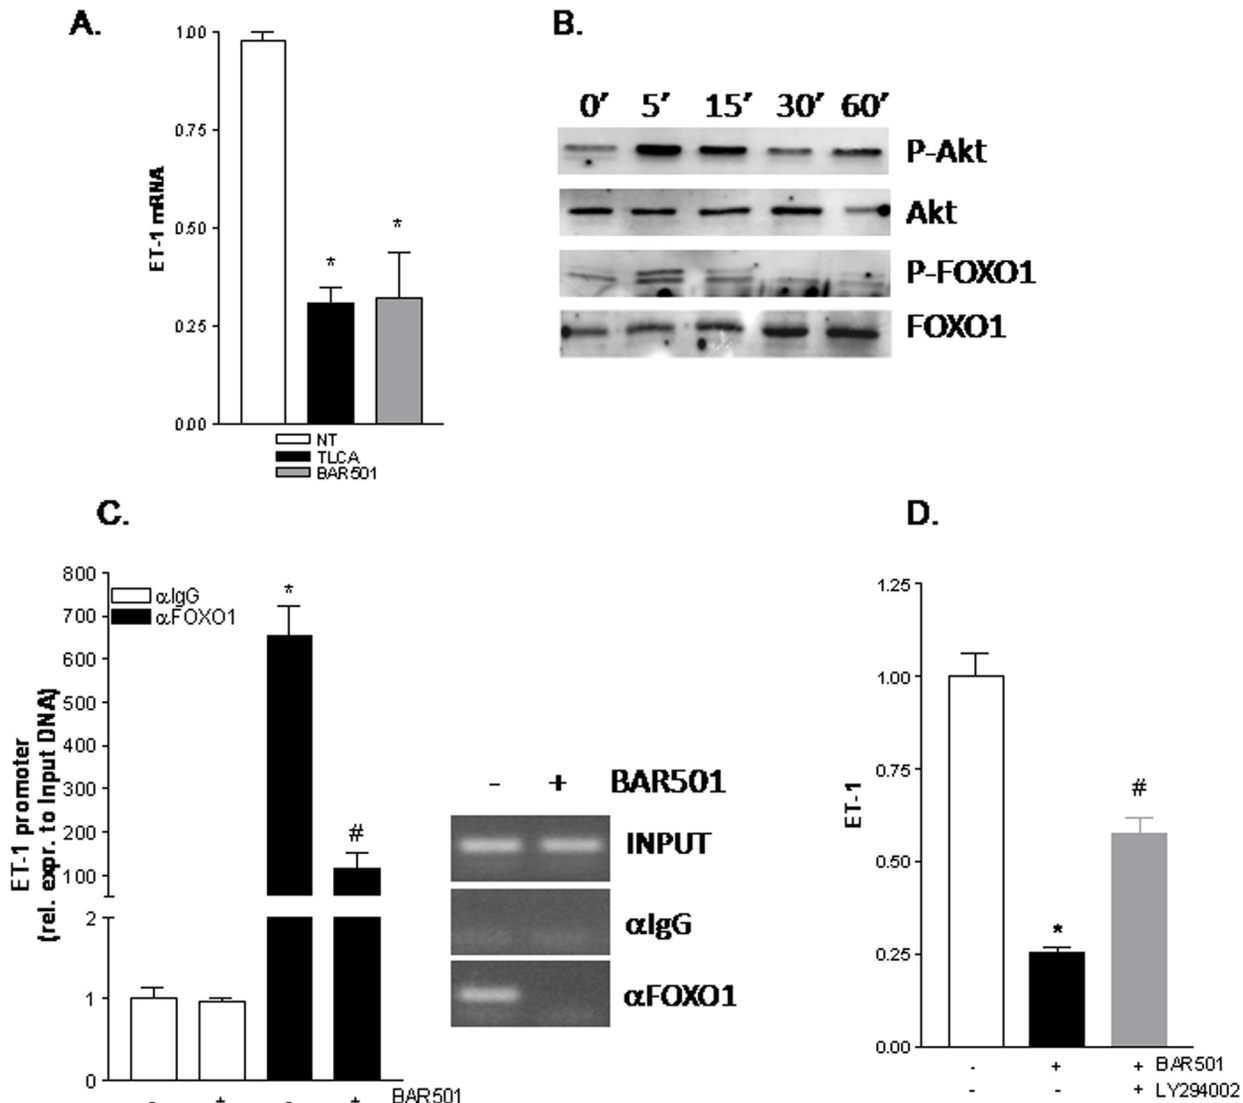 A.
1.00
0.75
0.50
0.25
0.00
ET-1 mRNA
*
*
NT
TLCA
BAR501
B.
0' 5' 15' 30' 60'
P-Akt
Akt
P-FOXO1
FOXO1
C.
800
700
600
500
400
300
200
100
2
1
0
ET-1 promoter
(rel. expr. to Input DNA)
αIgG
αFOXO1
*
#
- + - + BAR501
- + BAR501
INPUT
αIgG
αFOXO1
D.
1.25
1.00
0.75
0.50
0.25
0.00
ET-1
*
#
- + + BAR501
- - + LY294002